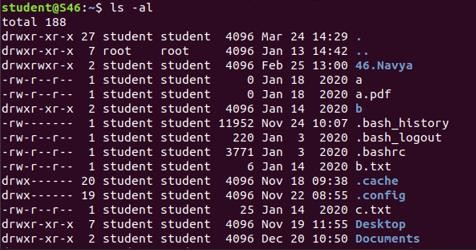 student@S46:~$ ls -al
total 188
drwxr-xr-x 27 student student  4096 Mar 24 14:29 .
drwxr-xr-x  7 root    root     4096 Jan 13 14:42 ..
drwxrwxr-x  2 student student  4096 Feb 25 13:00 46.Navya
-rw-r--r--  1 student student     0 Jan 18  2020 a
-rw-r--r--  1 student student     0 Jan 18  2020 a.pdf
drwxr-xr-x  2 student student  4096 Jan 14  2020 b
-rw-------  1 student student 11952 Nov 24 10:07 .bash_history
-rw-r--r--  1 student student   220 Jan  3  2020 .bash_logout
-rw-r--r--  1 student student  3771 Jan  3  2020 .bashrc
-rw-r--r--  1 student student     6 Jan 14  2020 b.txt
drwx------ 20 student student  4096 Nov 18 09:38 .cache
drwx------ 19 student student  4096 Nov 22 08:55 .config
-rw-r--r--  1 student student    25 Jan 14  2020 c.txt
drwxr-xr-x  7 student student  4096 Nov 19 11:55 Desktop
drwxr-xr-x  2 student student  4096 Dec 20 10:50 Documents